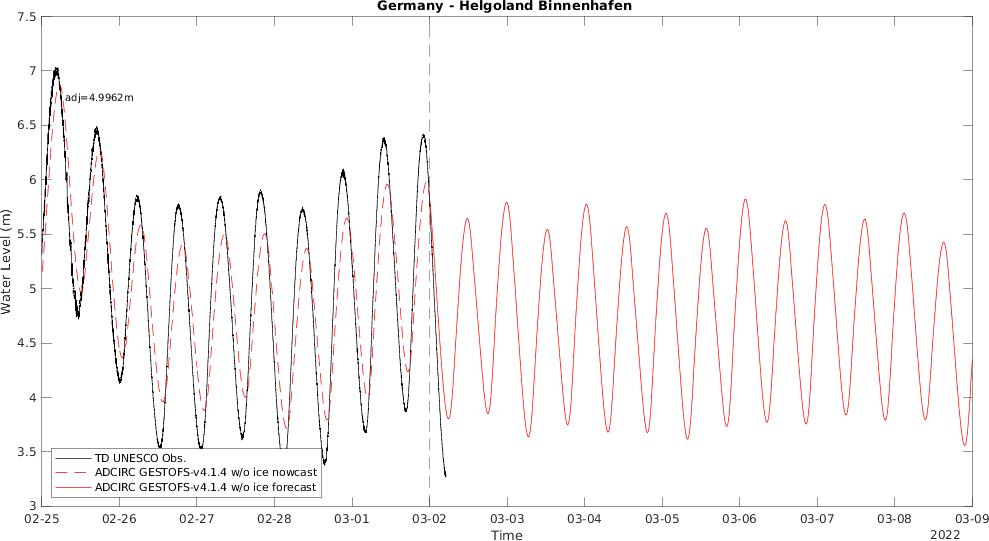 Germany - Helgoland Binnenhafen
7.5
7
6.5
6
5.5
5
4.5
4
3.5
3
Water Level (m)
adj=4.9962m
TD UNESCO Obs.
ADCIRC GESTOFS-v4.1.4 w/o ice nowcast
ADCIRC GESTOFS-v4.1.4 w/o ice forecast
02-25 02-26 02-27 02-28 03-01 03-02 03-03 03-04 03-05 03-06 03-07 03-08 03-09
Time
2022